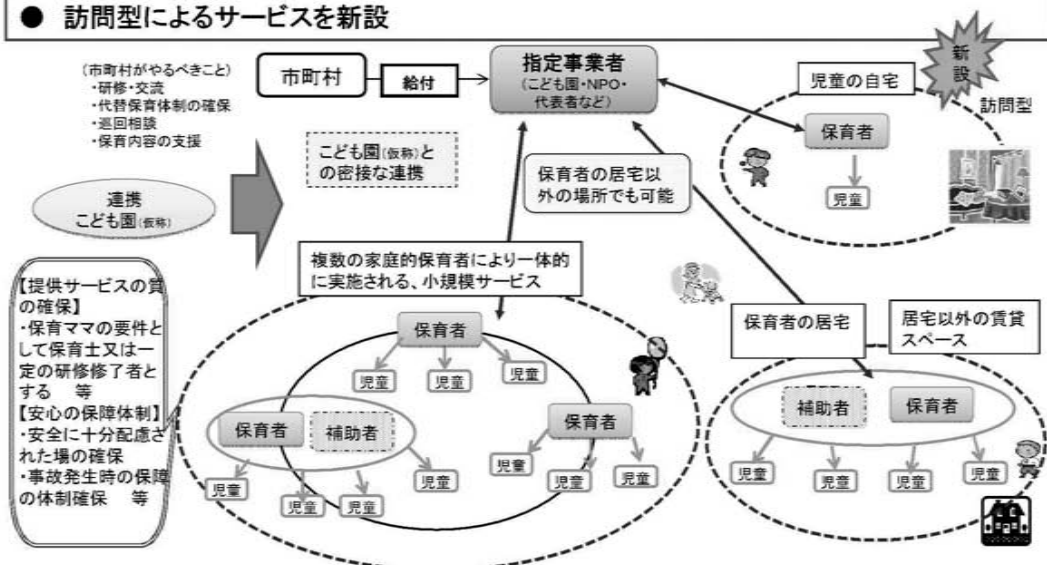 ● 訪問型によるサービスを新設
(市町村がやるべきこと)
・研修・交流
・代替保育体制の確保
・巡回相談
・保育内容の支援
市町村
給付
指定事業者
(こども園・NPO・
代表者など)
新設
訪問型
児童の自宅
保育者
児童
連携
こども園(仮称)
こども園(仮称)と
の密接な連携
保育者の居宅以
外の場所でも可能
【提供サービスの質
の確保】
・保育ママの要件と
して保育士又は一
定の研修修了者と
する 等
【安心の保障体制】
・安全に十分配慮さ
れた場の確保
・事故発生時の保障
の体制確保 等
複数の家庭的保育者により一体的
に実施される、小規模サービス
保育者
児童
児童
児童
保育者
補助者
児童
児童
児童
児童
保育者
児童
児童
児童
保育者の居宅
居宅以外の賃貸
スペース
補助者
保育者
児童
児童
児童
児童